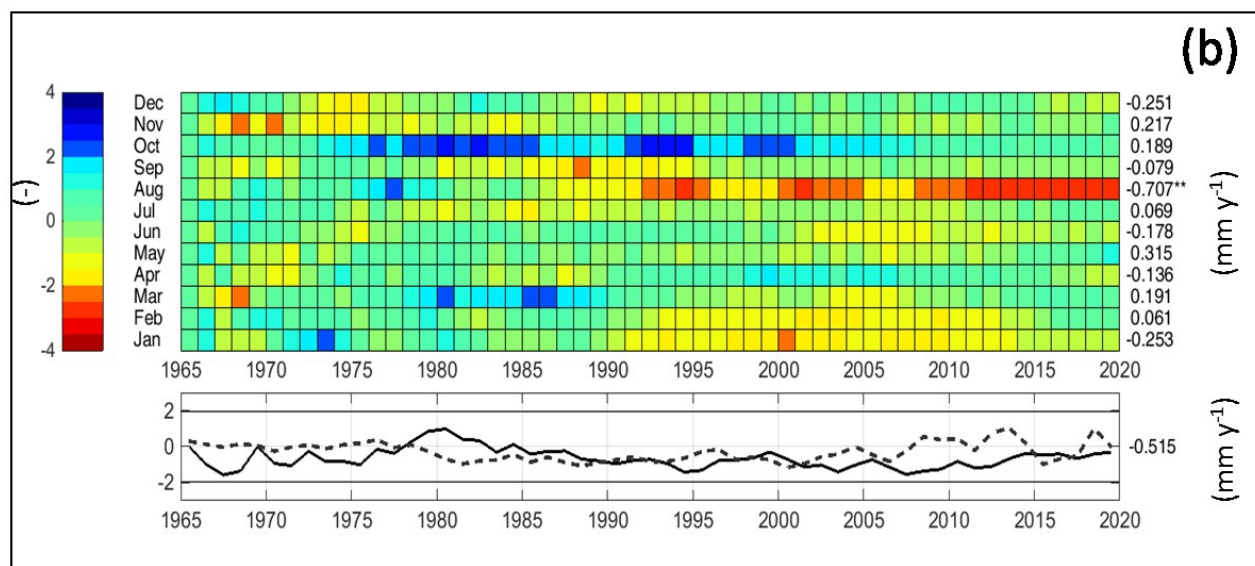 (b)
4
2
0
-2
-4
(-)
Dec -0.251
Nov 0.217
Oct 0.189
Sep -0.079
Aug -0.707**
Jul 0.069
Jun -0.178
May 0.315
Apr -0.136
Mar 0.191
Feb 0.061
Jan -0.253
(mm y⁻¹)
1965 1970 1975 1980 1985 1990 1995 2000 2005 2010 2015 2020
2
0
-2
-0.515
(mm y⁻¹)
1965 1970 1975 1980 1985 1990 1995 2000 2005 2010 2015 2020